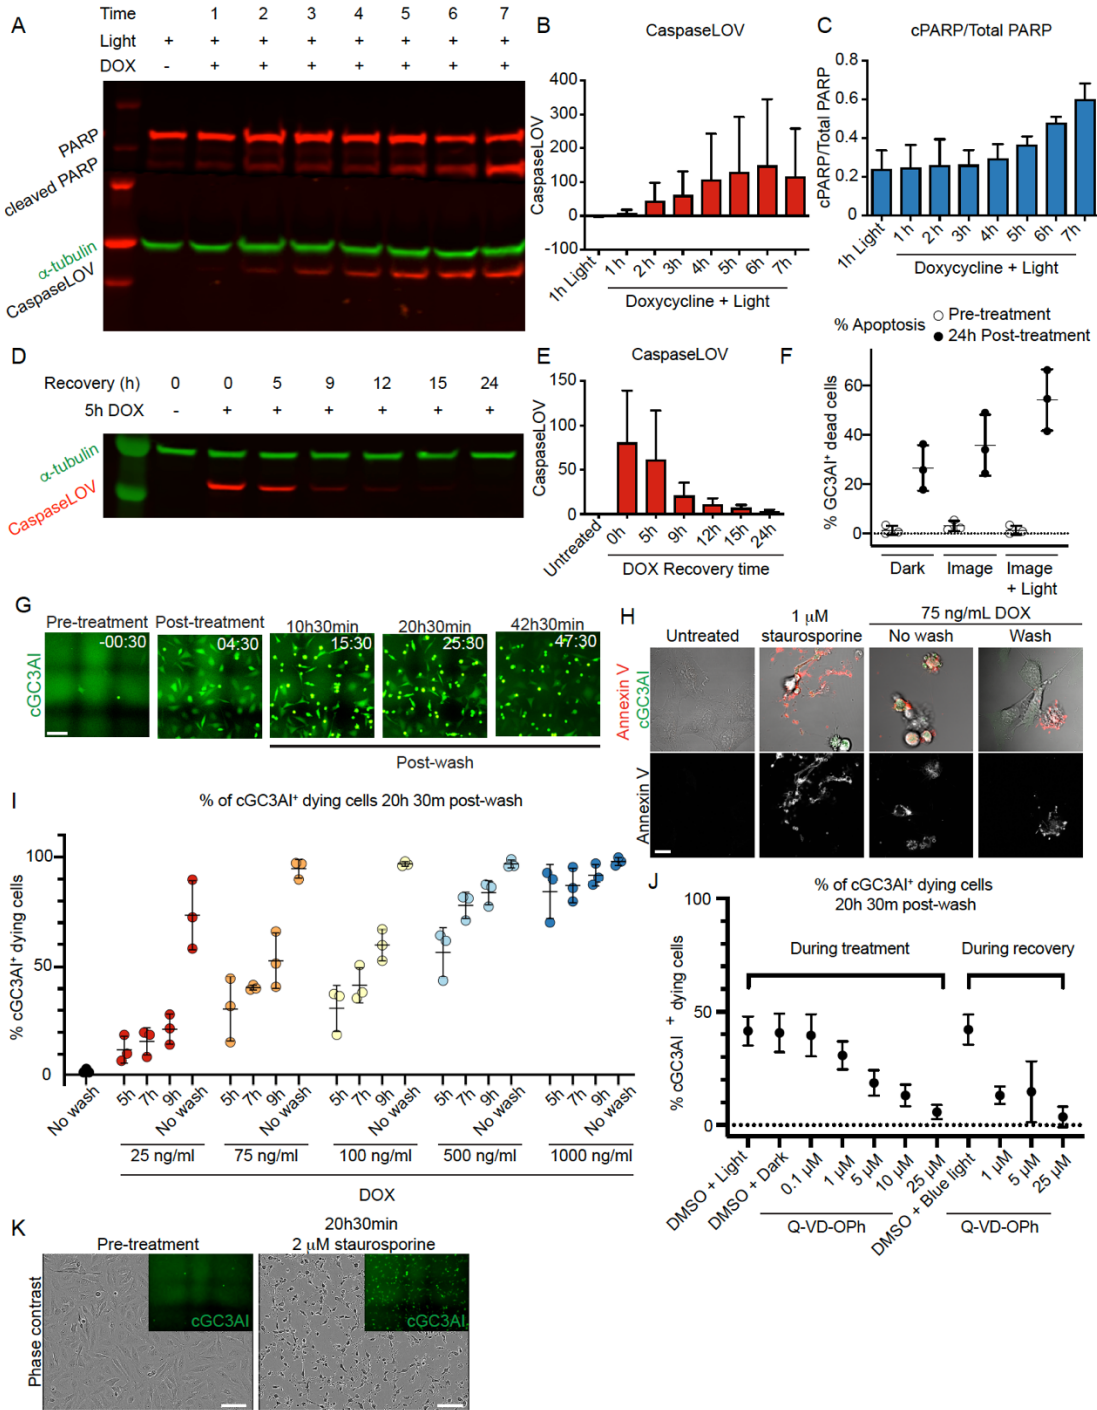 A
Time 1 2 3 4 5 6 7
Light + + + + + + + +
DOX - + + + + + + +
PARP
cleaved PARP
α-tubulin
CaspaseLOV
B
CaspaseLOV
CaspaseLOV
400
300
200
100
0
-100
1h Light 1h 2h 3h 4h 5h 6h 7h
Doxycycline + Light
C
cPARP/Total PARP
cPARP/Total PARP
0.8
0.6
0.4
0.2
0
1h Light 1h 2h 3h 4h 5h 6h 7h
Doxycycline + Light
D
Recovery (h) 0 0 5 9 12 15 24
5h DOX - + + + + + +
α-tubulin
CaspaseLOV
E
CaspaseLOV
CaspaseLOV
150
100
50
0
Untreated 0h 5h 9h 12h 15h 24h
DOX Recovery time
F
% Apoptosis
Pre-treatment
24h Post-treatment
% GC3AI+ dead cells
60
40
20
0
Dark Image Image
+ Light
G
Pre-treatment Post-treatment 10h30min 20h30min 42h30min
-00:30 04:30 15:30 25:30 47:30
cGC3AI
Post-wash
H
Untreated
1 µM
staurosporine
75 ng/mL DOX
No wash Wash
Annexin V
cGC3AI
Annexin V
I
% of cGC3AI+ dying cells 20h 30m post-wash
% cGC3AI+ dying cells
100
50
0
No wash 5h 7h 9h No wash 5h 7h 9h No wash 5h 7h 9h No wash 5h 7h 9h No wash 5h 7h 9h No wash
25 ng/ml 75 ng/ml 100 ng/ml 500 ng/ml 1000 ng/ml
DOX
J
% of cGC3AI+ dying cells
20h 30m post-wash
During treatment During recovery
% cGC3AI+ dying cells
100
50
0
DMSO + Light DMSO + Dark 0.1 µM 1 µM 5 µM 10 µM 25 µM DMSO + Blue light 1 µM 5 µM 25 µM
Q-VD-OPh Q-VD-OPh
K
Pre-treatment
20h30min
2 µM staurosporine
Phase contrast
cGC3AI cGC3AI